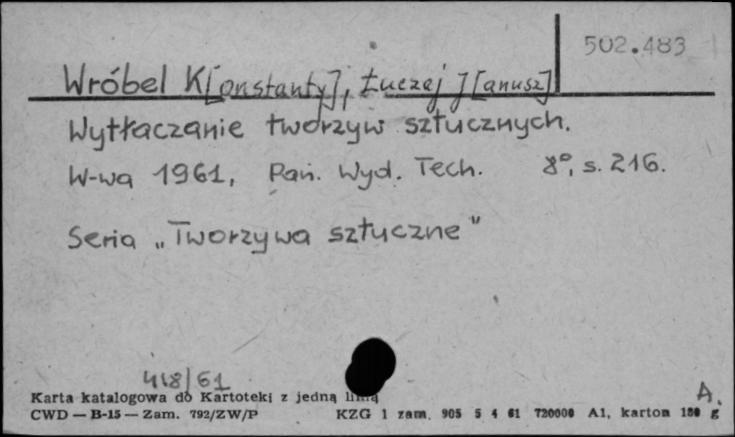 502.483
Wróbel K[onstanty], Łuczaj J[anusz]
Wytłaczanie tworzyw sztucznych.
W-wa 1961, Pań. Wyd. Tech. 8°, s. 216.
Seria „Tworzywa sztuczne"
418/61
Karta katalogowa do Kartoteki z jedną linią A.
CWD — B-15 — Zam. 792/ZW/P KZG 1 zam. 905 5 4 61 720000 A1, karton 180 g